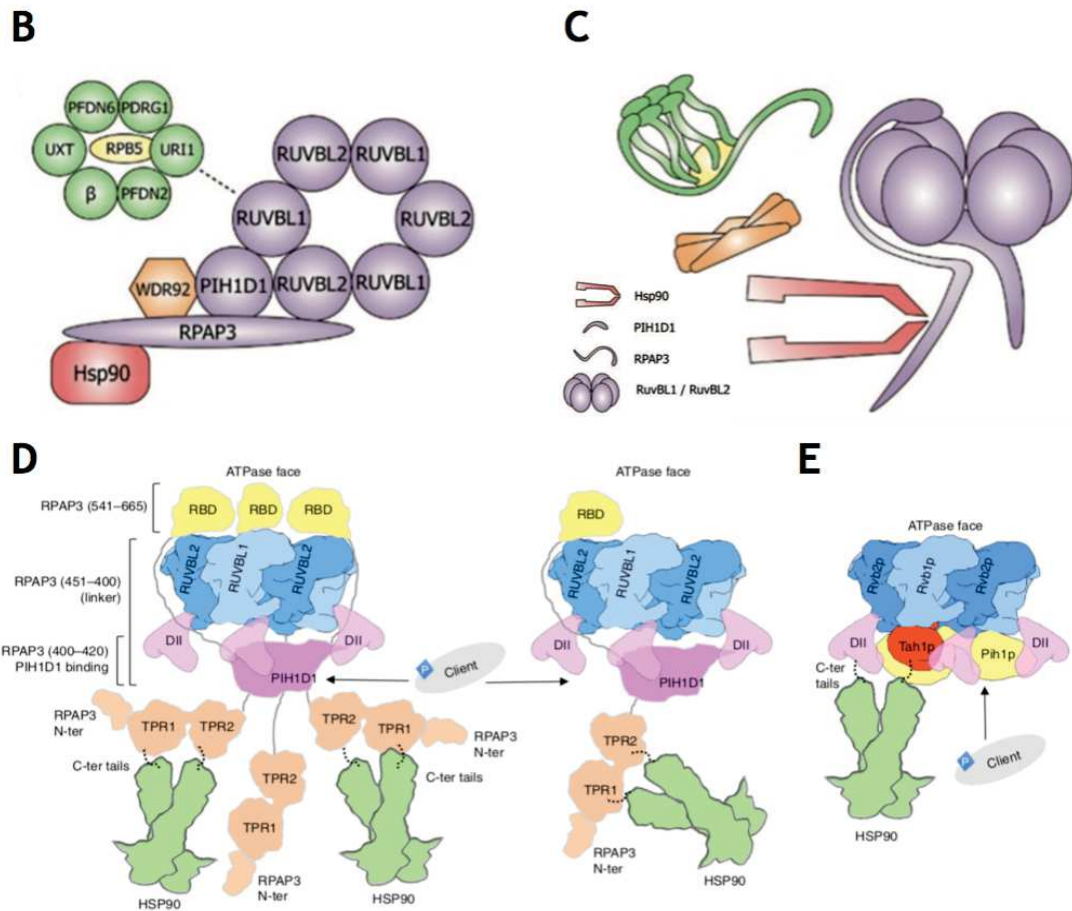 B
PFDN6
PDRG1
UXT
RPB5
URI1
β
PFDN2
RUVBL2
RUVBL1
RUVBL1
RUVBL2
WDR92
PIH1D1
RUVBL2
RUVBL1
RPAP3
Hsp90
C
Hsp90
PIH1D1
RPAP3
RuvBL1 / RuvBL2
D
ATPase face
RPAP3 (541–665)
RBD
RBD
RBD
RUVBL2
RUVBL1
RUVBL2
RPAP3 (451–400)
(linker)
DII
DII
RPAP3 (400–420)
PIH1D1 binding
PIH1D1
P
Client
RPAP3
N-ter
TPR1
TPR2
TPR2
TPR1
RPAP3
N-ter
C-ter tails
C-ter tails
TPR2
TPR1
RPAP3
N-ter
HSP90
HSP90
ATPase face
RBD
RUVBL2
RUVBL1
RUVBL2
DII
DII
PIH1D1
TPR2
TPR1
RPAP3
N-ter
HSP90
E
ATPase face
Rvb2p
Rvb1p
Rvb2p
DII
Tah1p
Pih1p
DII
C-ter
tails
P
Client
HSP90